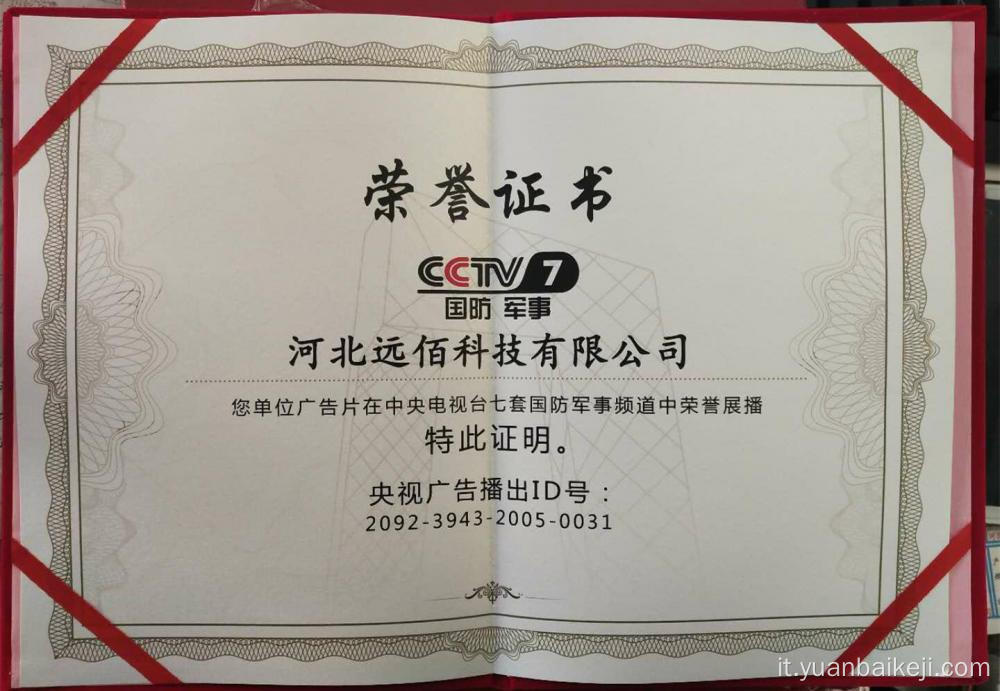 荣誉证书
CCTV 7
国防 军事
河北远佰科技有限公司
您单位广告片在中央电视台七套国防军事频道中荣誉展播
特此证明。
央视广告播出ID号：
2092-3943-2005-0031
it.yuanbaikeji.com